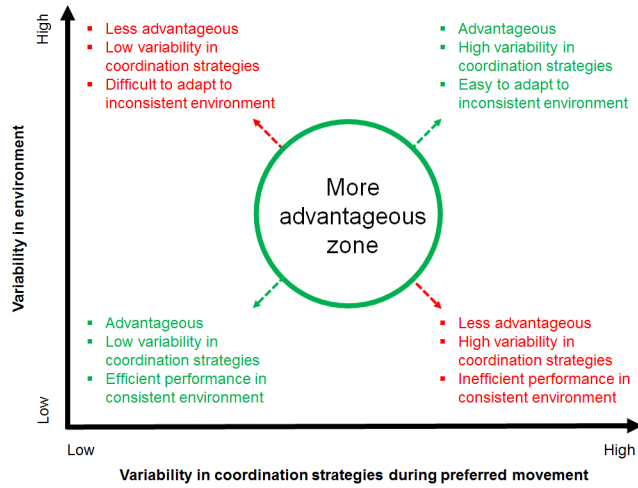 High
Variability in environment
Low
▪ Less advantageous
▪ Low variability in
coordination strategies
▪ Difficult to adapt to
inconsistent environment
▪ Advantageous
▪ High variability in
coordination strategies
▪ Easy to adapt to
inconsistent environment
More
advantageous
zone
▪ Advantageous
▪ Low variability in
coordination strategies
▪ Efficient performance in
consistent environment
▪ Less advantageous
▪ High variability in
coordination strategies
▪ Inefficient performance in
consistent environment
Low
High
Variability in coordination strategies during preferred movement